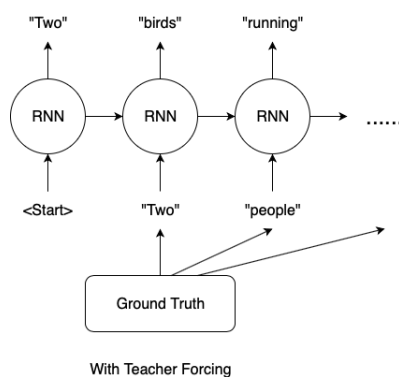 "Two" "birds" "running"
RNN RNN RNN ......
<Start> "Two" "people"
Ground Truth
With Teacher Forcing